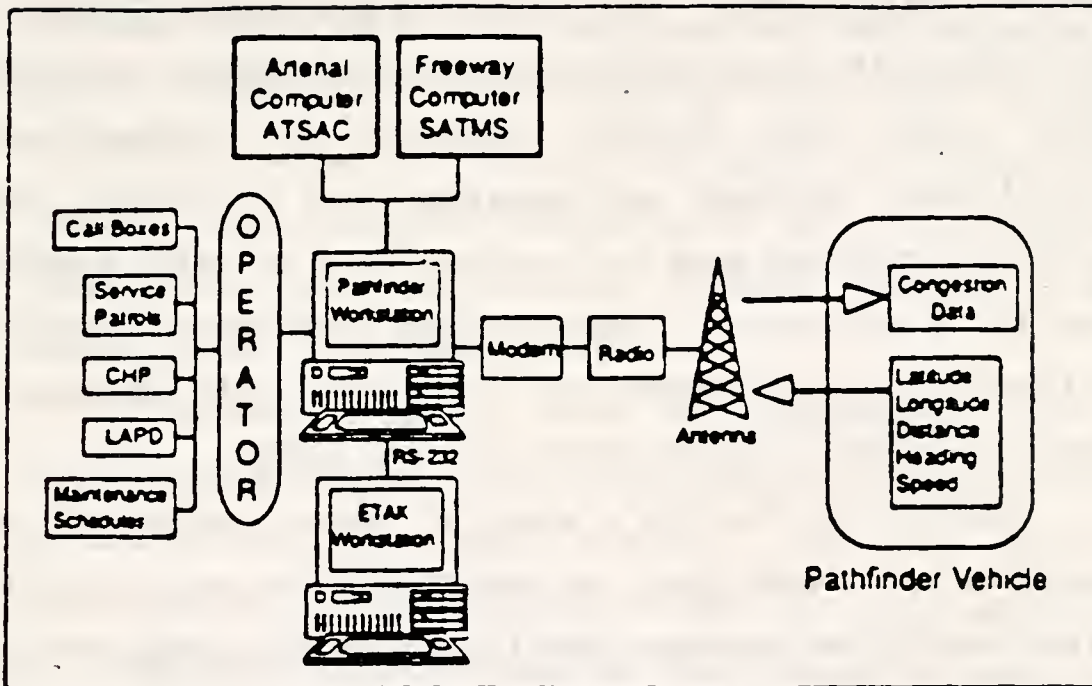 Arterial
Computer
ATSAC
Freeway
Computer
SATMS
Call Boxes
Service
Patrols
CHP
LAPD
Maintenance
Schedules
OPERATOR
Pathfinder
Workstation
RS-232
ETAK
Workstation
Modem
Radio
Antenna
Congestion
Data
Latitude
Longitude
Distance
Heading
Speed
Pathfinder Vehicle